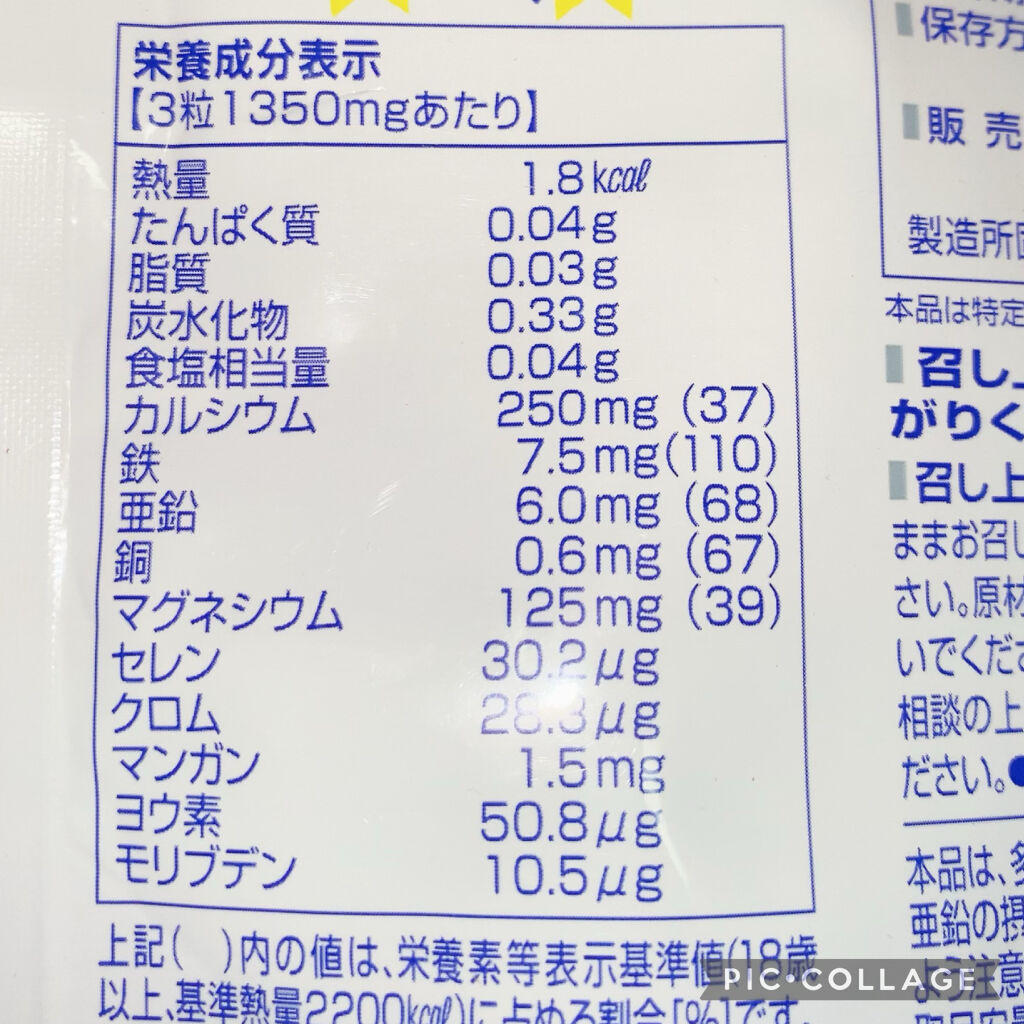 栄養成分表示
【3粒1350mgあたり】
熱量 1.8kcal
たんぱく質 0.04g
脂質 0.03g
炭水化物 0.33g
食塩相当量 0.04g
カルシウム 250mg (37)
鉄 7.5mg(110)
亜鉛 6.0mg (68)
銅 0.6mg (67)
マグネシウム 125mg (39)
セレン 30.2μg
クロム 28.3μg
マンガン 1.5mg
ヨウ素 50.8μg
モリブデン 10.5μg
上記( )内の値は、栄養素等表示基準値(18歳
以上、基準熱量2200kcal)に占める割合[%]です。
保存方
販売
製造所
本品は特定
召し上
がりく
召し上
ままお召し
さい。原材
いでくださ
相談の上
ださい。●
本品は、多
亜鉛の摂
よう注意
PIC•COLLAGE